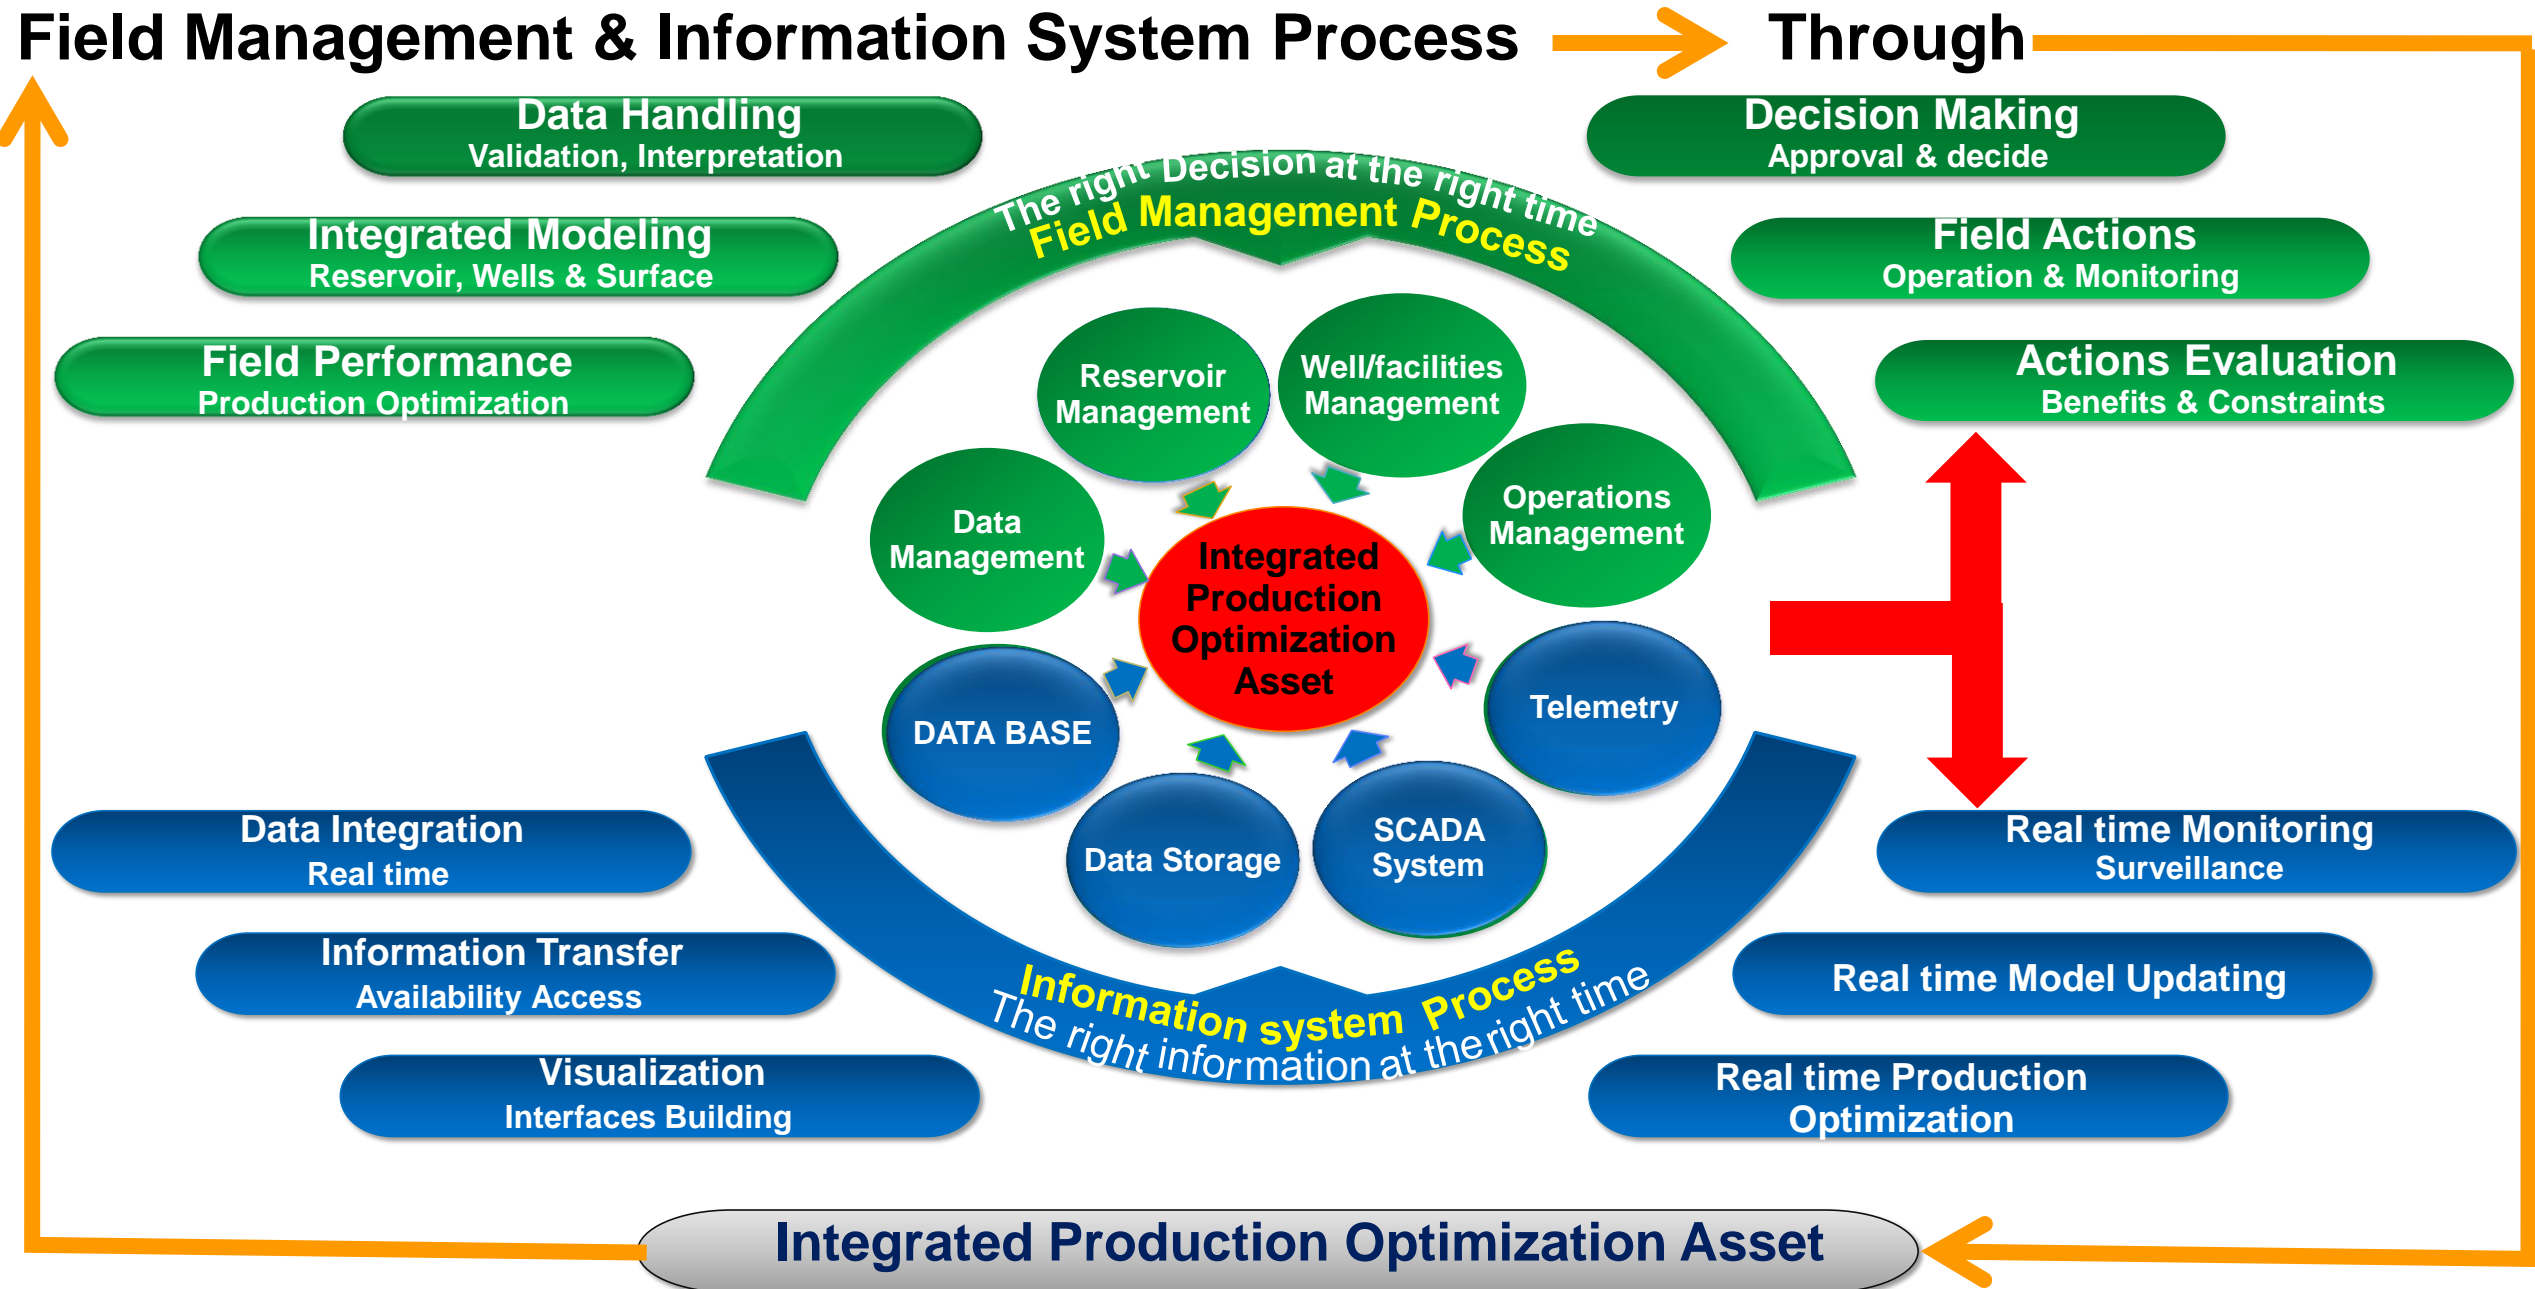 Field Management & Information System Process
Through
Data Handling
Validation, Interpretation
Integrated Modeling
Reservoir, Wells & Surface
Field Performance
Production Optimization
Decision Making
Approval & decide
Field Actions
Operation & Monitoring
Actions Evaluation
Benefits & Constraints
The right Decision at the right time
Field Management Process
Reservoir
Management
Well/facilities
Management
Data
Management
Operations
Management
Integrated
Production
Optimization
Asset
DATA BASE
Telemetry
Data Storage
SCADA
System
Information system Process
The right information at the right time
Data Integration
Real time
Information Transfer
Availability Access
Visualization
Interfaces Building
Real time Monitoring
Surveillance
Real time Model Updating
Real time Production
Optimization
Integrated Production Optimization Asset